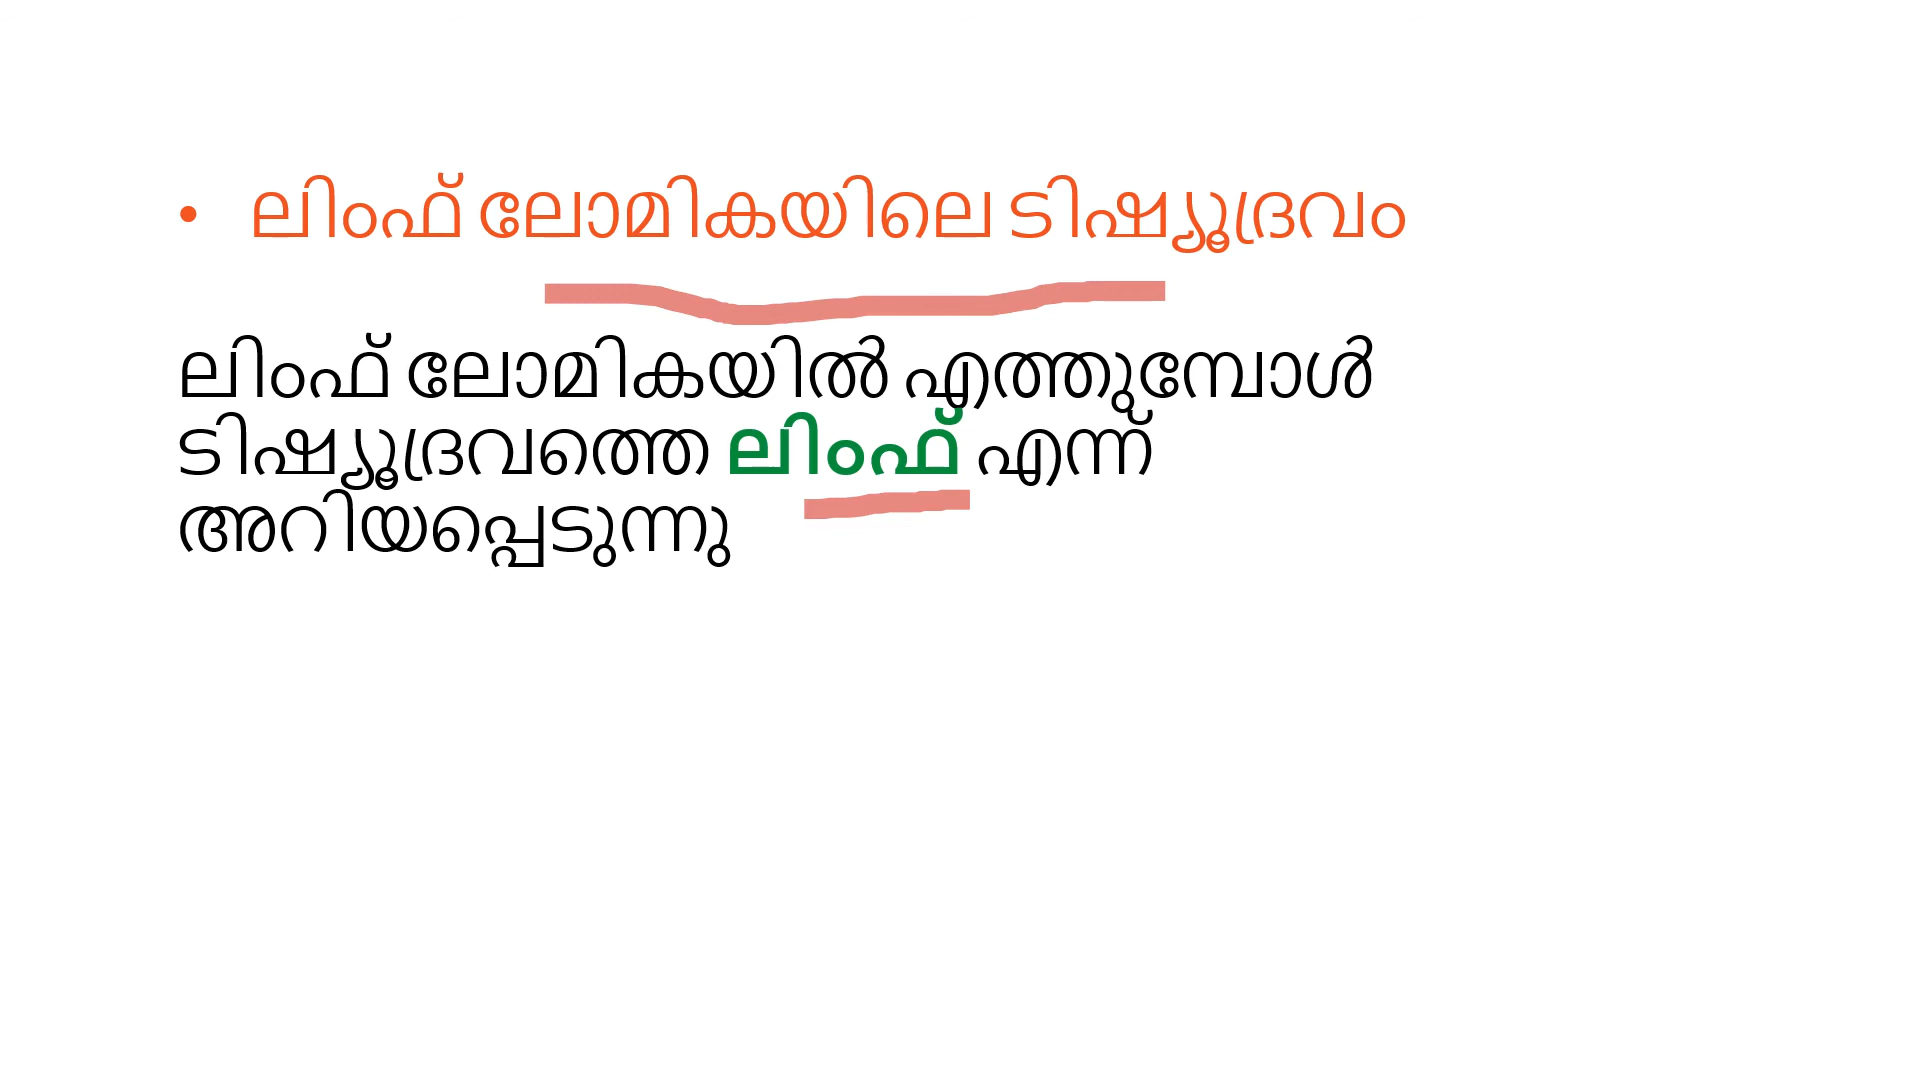 • ലിംഫ് ലോമികയിലെ ടിഷ്യൂദ്രവം
ലിംഫ് ലോമികയിൽ എത്തുമ്പോൾ
ടിഷ്യൂദ്രവത്തെ ലിംഫ് എന്ന്
അറിയപ്പെടുന്നു